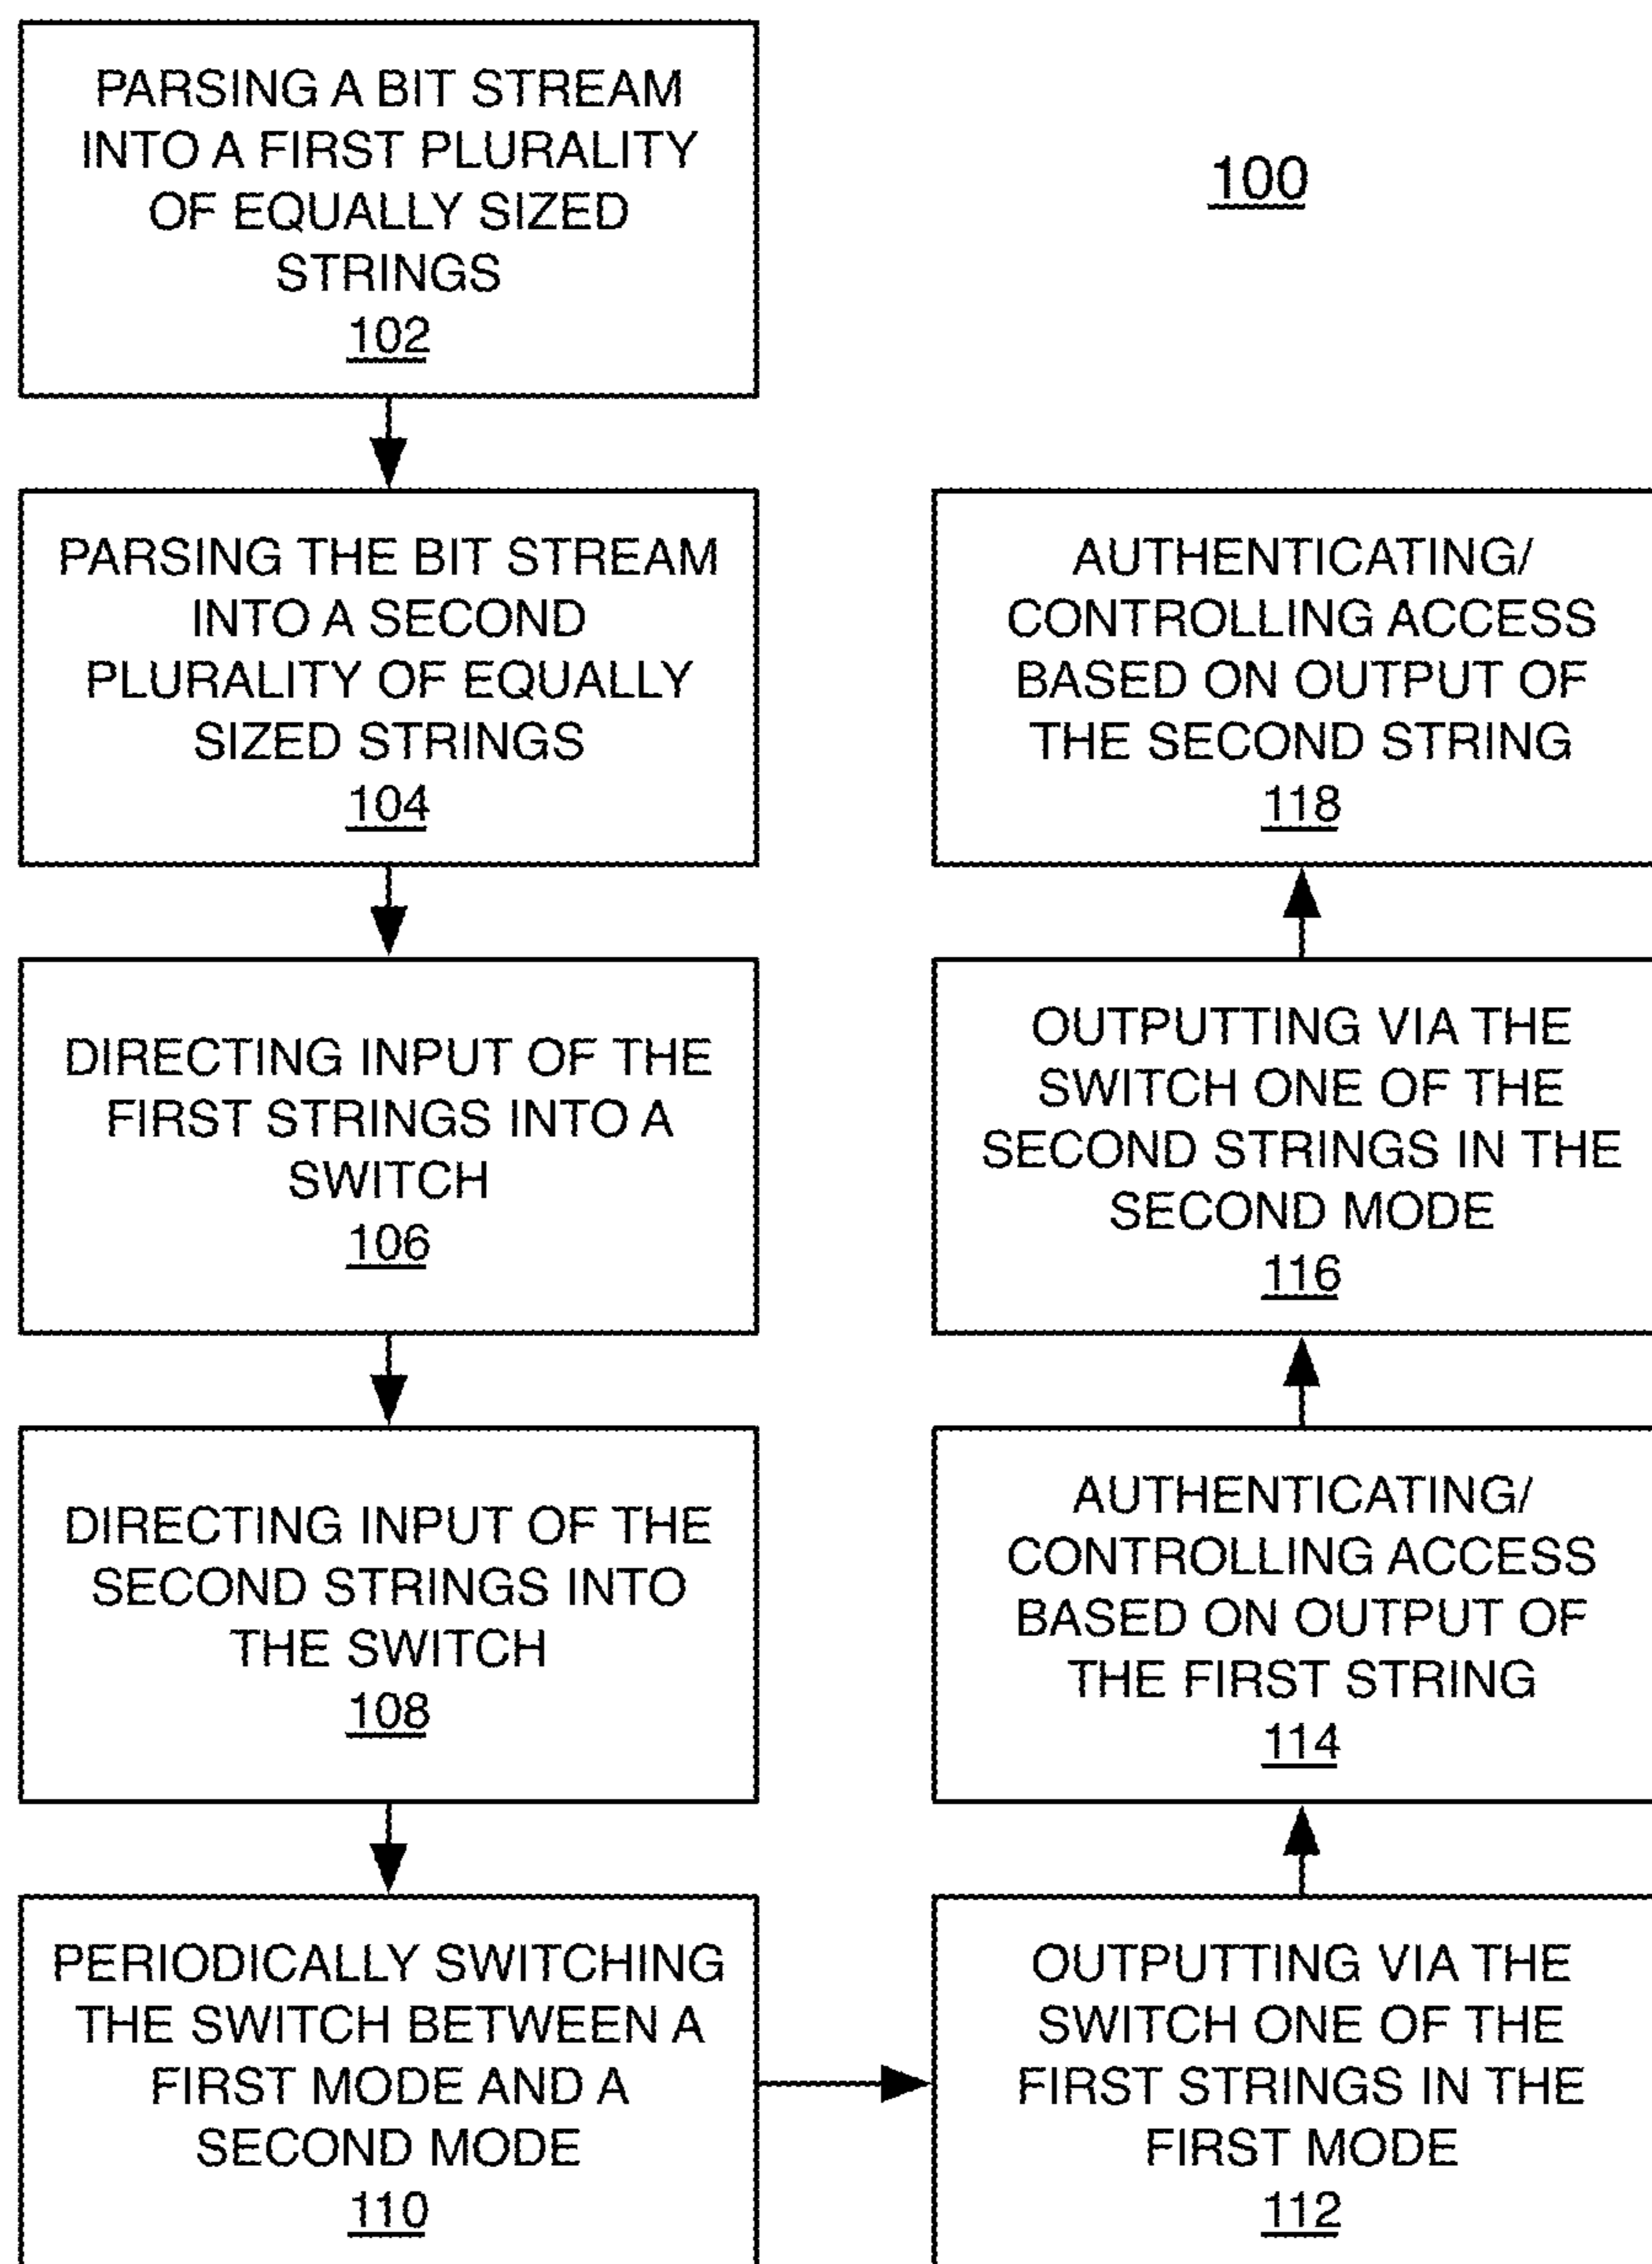 PARSING A BIT STREAM
INTO A FIRST PLURALITY
OF EQUALLY SIZED
STRINGS
102
100
PARSING THE BIT STREAM
INTO A SECOND
PLURALITY OF EQUALLY
SIZED STRINGS
104
DIRECTING INPUT OF THE
FIRST STRINGS INTO A
SWITCH
106
DIRECTING INPUT OF THE
SECOND STRINGS INTO
THE SWITCH
108
PERIODICALLY SWITCHING
THE SWITCH BETWEEN A
FIRST MODE AND A
SECOND MODE
110
OUTPUTTING VIA THE
SWITCH ONE OF THE
FIRST STRINGS IN THE
FIRST MODE
112
AUTHENTICATING/
CONTROLLING ACCESS
BASED ON OUTPUT OF
THE FIRST STRING
114
OUTPUTTING VIA THE
SWITCH ONE OF THE
SECOND STRINGS IN THE
SECOND MODE
116
AUTHENTICATING/
CONTROLLING ACCESS
BASED ON OUTPUT OF
THE SECOND STRING
118